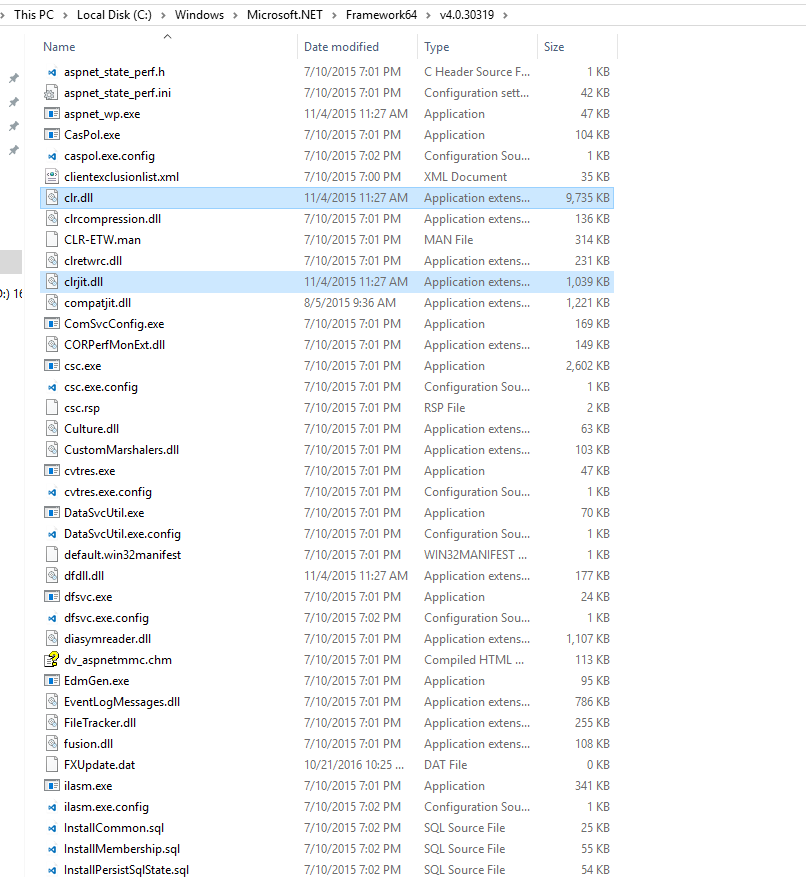 This PC > Local Disk (C:) > Windows > Microsoft.NET > Framework64 > v4.0.30319 >
Name Date modified Type Size
aspnet_state_perf.h 7/10/2015 7:01 PM C Header Source F... 1 KB
aspnet_state_perf.ini 7/10/2015 7:01 PM Configuration sett... 42 KB
aspnet_wp.exe 11/4/2015 11:27 AM Application 47 KB
CasPol.exe 7/10/2015 7:01 PM Application 104 KB
caspol.exe.config 7/10/2015 7:02 PM Configuration Sou... 1 KB
clientexclusionlist.xml 7/10/2015 7:00 PM XML Document 35 KB
clr.dll 11/4/2015 11:27 AM Application extens... 9,735 KB
clrcompression.dll 7/10/2015 7:01 PM Application extens... 136 KB
CLR-ETW.man 7/10/2015 7:01 PM MAN File 314 KB
clretwrc.dll 7/10/2015 7:01 PM Application extens... 231 KB
clrjit.dll 11/4/2015 11:27 AM Application extens... 1,039 KB
:) 16
compatjit.dll 8/5/2015 9:36 AM Application extens... 1,221 KB
ComSvcConfig.exe 7/10/2015 7:01 PM Application 169 KB
CORPerfMonExt.dll 7/10/2015 7:01 PM Application extens... 149 KB
csc.exe 7/10/2015 7:01 PM Application 2,602 KB
csc.exe.config 7/10/2015 7:01 PM Configuration Sou... 1 KB
csc.rsp 7/10/2015 7:01 PM RSP File 2 KB
Culture.dll 7/10/2015 7:01 PM Application extens... 63 KB
CustomMarshalers.dll 7/10/2015 7:01 PM Application extens... 103 KB
cvtres.exe 7/10/2015 7:01 PM Application 47 KB
cvtres.exe.config 7/10/2015 7:01 PM Configuration Sou... 1 KB
DataSvcUtil.exe 7/10/2015 7:01 PM Application 70 KB
DataSvcUtil.exe.config 7/10/2015 7:01 PM Configuration Sou... 1 KB
default.win32manifest 7/10/2015 7:01 PM WIN32MANIFEST ... 1 KB
dfdll.dll 11/4/2015 11:27 AM Application extens... 177 KB
dfsvc.exe 7/10/2015 7:01 PM Application 24 KB
dfsvc.exe.config 7/10/2015 7:02 PM Configuration Sou... 1 KB
diasymreader.dll 7/10/2015 7:01 PM Application extens... 1,107 KB
dv_aspnetmmc.chm 7/10/2015 7:01 PM Compiled HTML ... 113 KB
EdmGen.exe 7/10/2015 7:01 PM Application 95 KB
EventLogMessages.dll 7/10/2015 7:01 PM Application extens... 786 KB
FileTracker.dll 7/10/2015 7:01 PM Application extens... 255 KB
fusion.dll 7/10/2015 7:01 PM Application extens... 108 KB
FXUpdate.dat 10/21/2016 10:25 ... DAT File 0 KB
ilasm.exe 7/10/2015 7:01 PM Application 341 KB
ilasm.exe.config 7/10/2015 7:02 PM Configuration Sou... 1 KB
InstallCommon.sql 7/10/2015 7:02 PM SQL Source File 25 KB
InstallMembership.sql 7/10/2015 7:02 PM SQL Source File 55 KB
InstallPersistSqlState.sql 7/10/2015 7:02 PM SQL Source File 54 KB